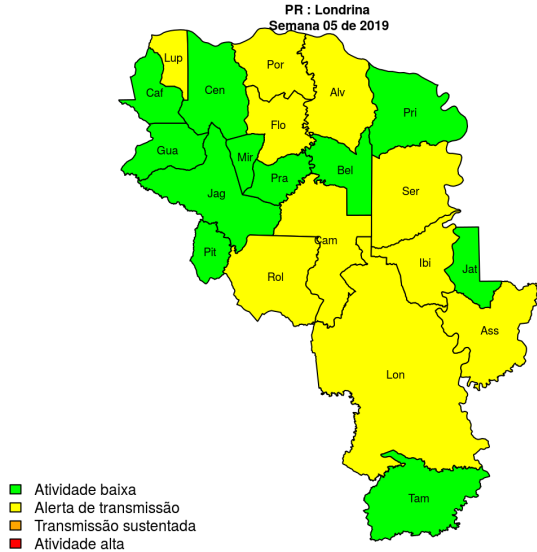 PR : Londrina
Semana 05 de 2019
Lup
Por
Caf
Cen
Alv
Pri
Flo
Gua
Mir
Bel
Pra
Jag
Ser
Cam
Pit
Ibi
Jat
Rol
Ass
Lon
Tam
Atividade baixa
Alerta de transmissão
Transmissão sustentada
Atividade alta